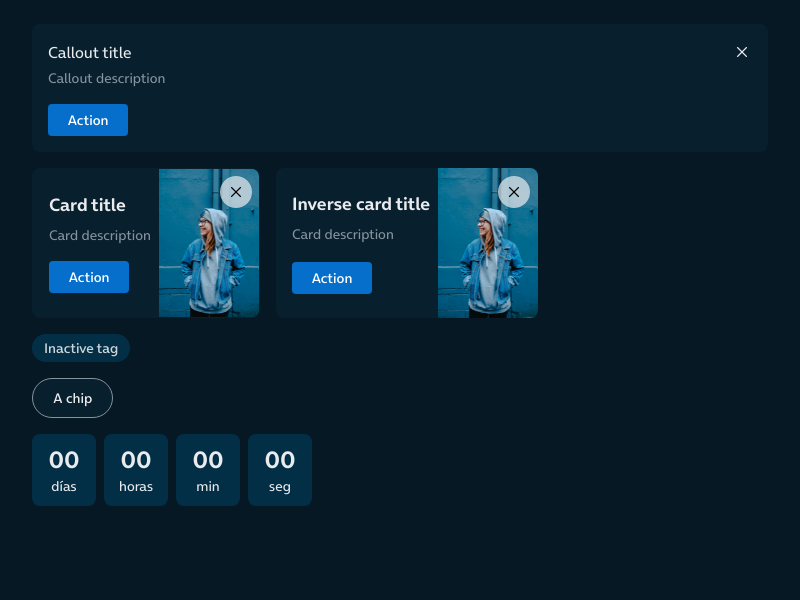 Callout title
Callout description
Action
Card title
Card description
Action
Inverse card title
Card description
Action
Inactive tag
A chip
00 00 00 00
días horas min seg